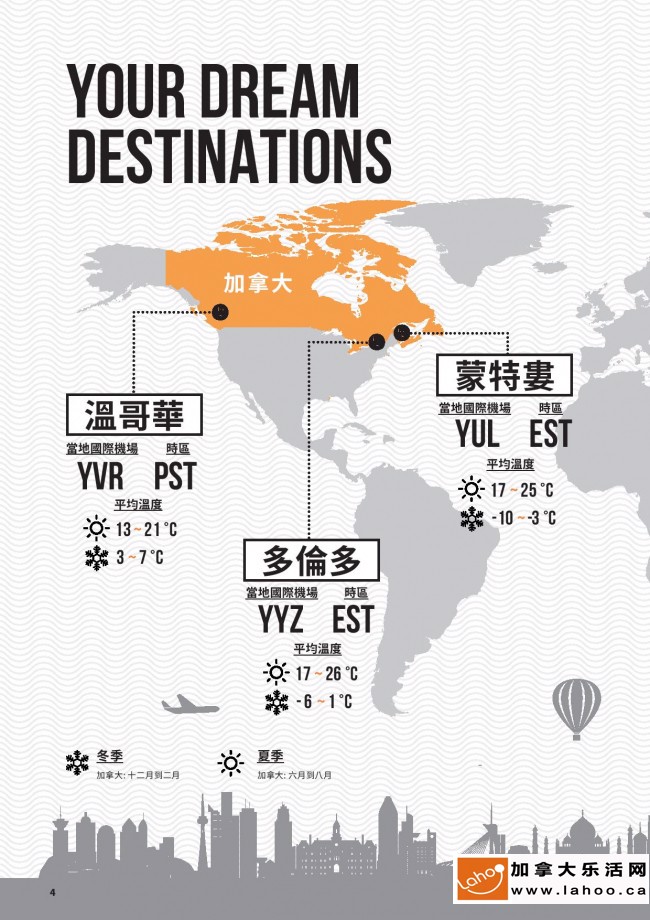 YOUR DREAM
DESTINATIONS
加拿大
溫哥華
當地國際機場 時區
YVR PST
平均溫度
13~21°C
3~7°C
蒙特婁
當地國際機場 時區
YUL EST
平均溫度
17~25°C
-10~-3°C
多倫多
當地國際機場 時區
YYZ EST
平均溫度
17~26°C
-6~1°C
冬季
加拿大: 十二月到二月
夏季
加拿大: 六月到八月
4
Lahoo
加拿大乐活网
www.lahoo.ca